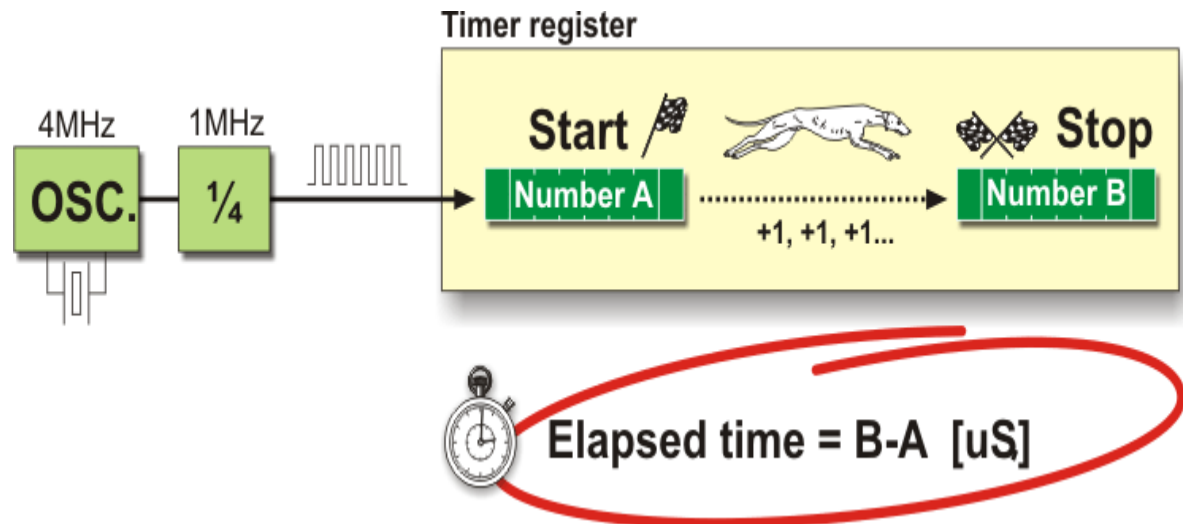 Timer register
4MHz
1MHz
Start
Stop
OSC.
¼
Number A
Number B
+1, +1, +1...
Elapsed time = B-A [uS]